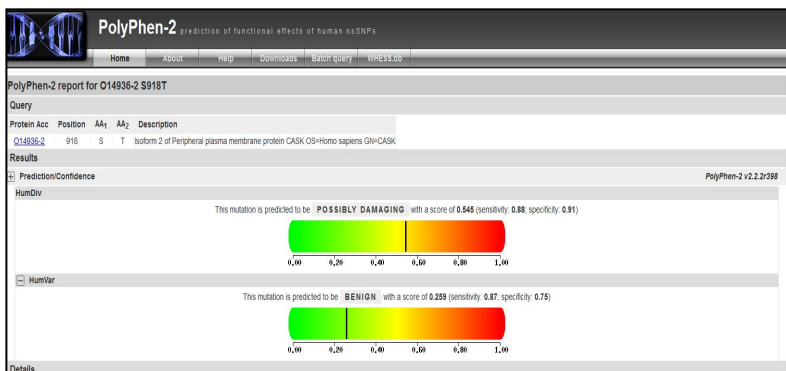 PolyPhen-2 prediction of functional effects of human nsSNPs
Home About Help Downloads Batch query WHESS.db
PolyPhen-2 report for O14936-2 S918T
Query
Protein Acc Position AA1 AA2 Description
O14936-2 918 S T Isoform 2 of Peripheral plasma membrane protein CASK OS=Homo sapiens GN=CASK
Results
Prediction/Confidence PolyPhen-2 v2.2.2r398
HumDiv
This mutation is predicted to be POSSIBLY DAMAGING with a score of 0.545 (sensitivity: 0.88; specificity: 0.91)
0,00 0,20 0,40 0,60 0,80 1,00
HumVar
This mutation is predicted to be BENIGN with a score of 0.259 (sensitivity: 0.87; specificity: 0.75)
0,00 0,20 0,40 0,60 0,80 1,00
Details